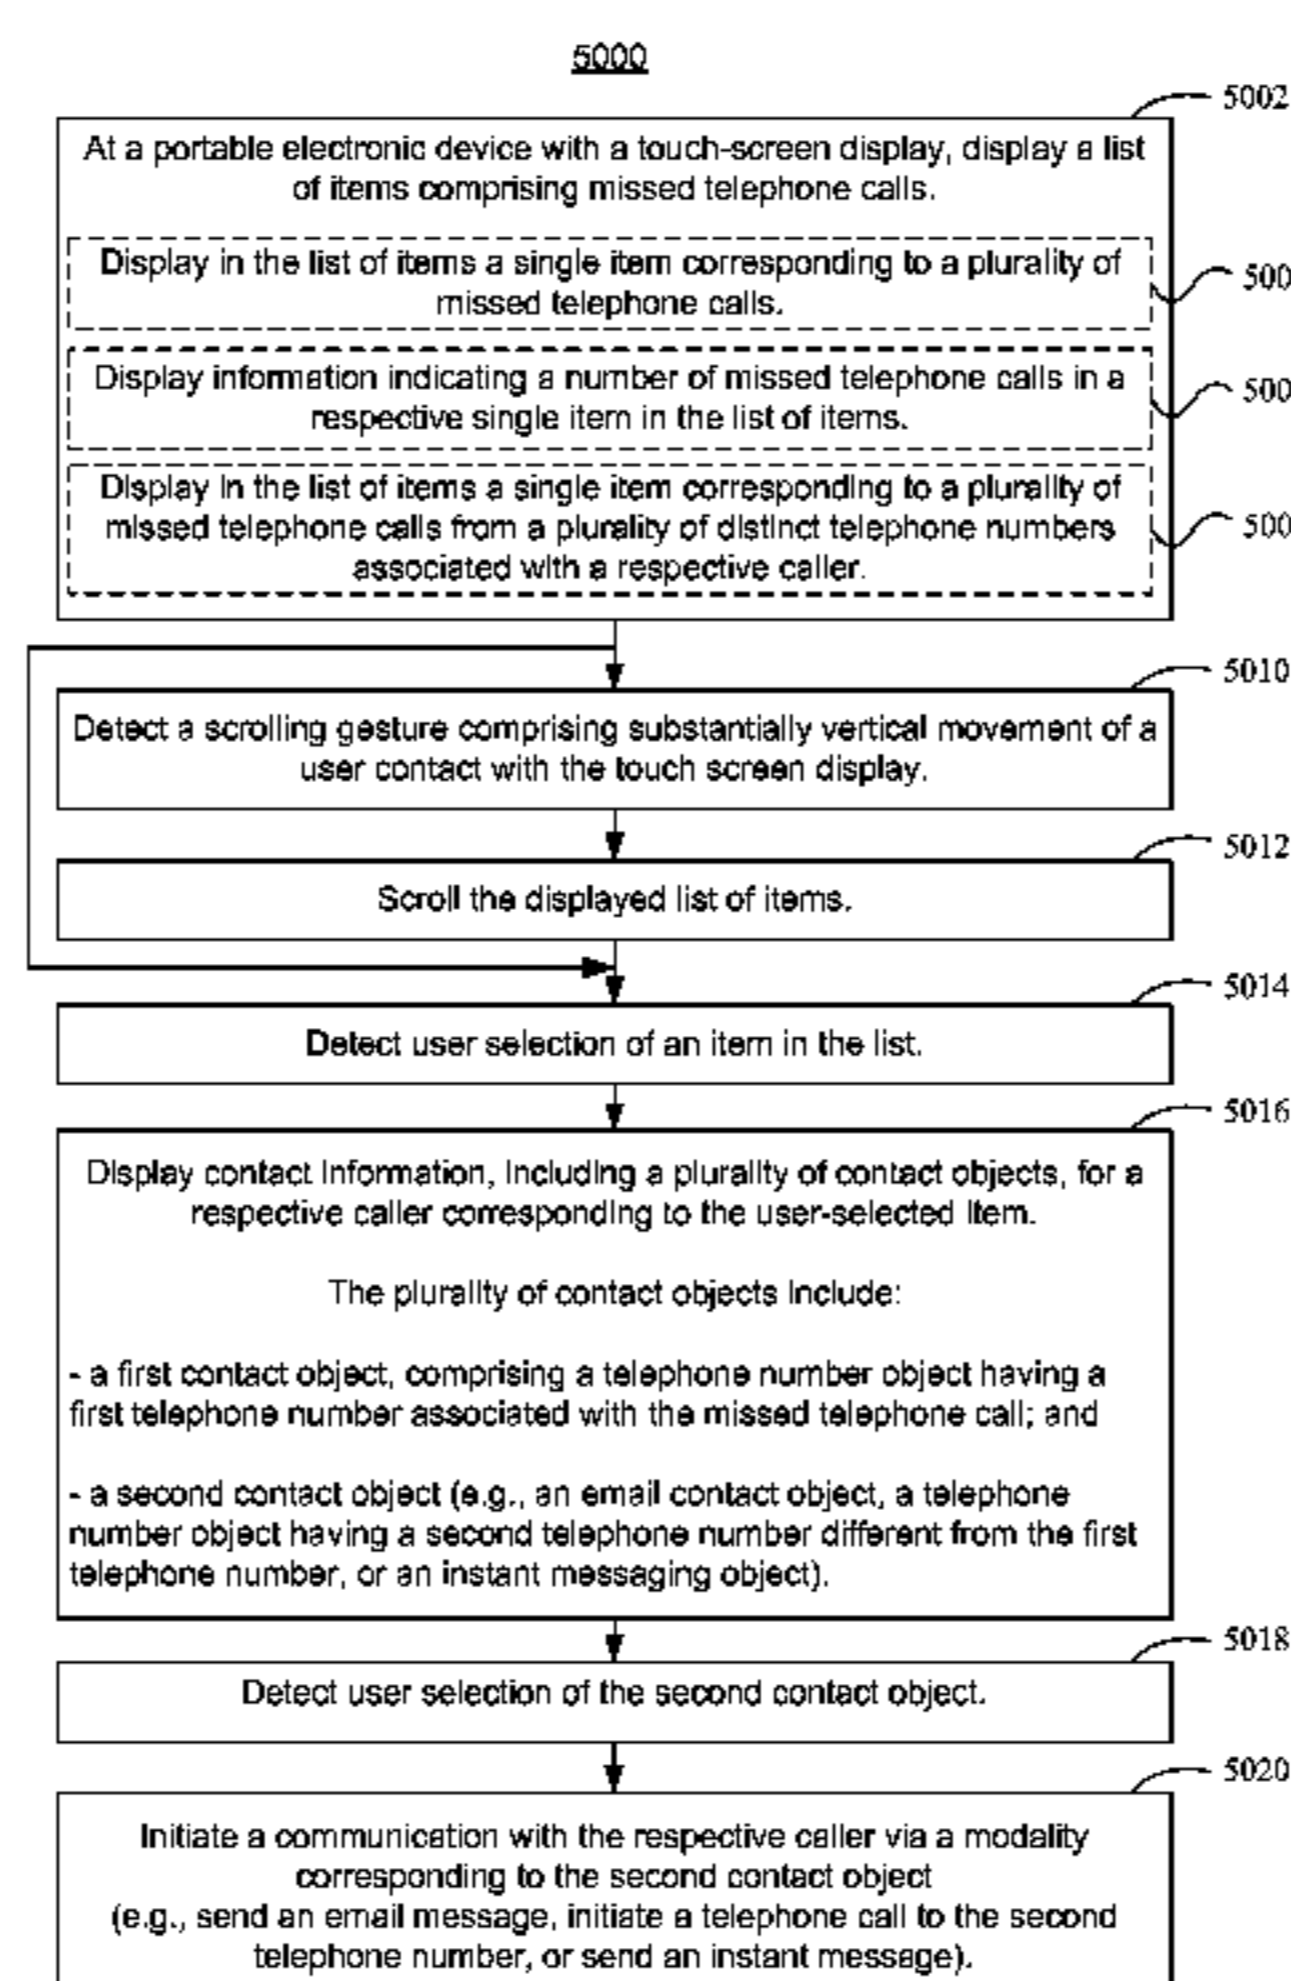 5000
5002
At a portable electronic device with a touch-screen display, display a list
of items comprising missed telephone calls.
Display in the list of items a single item corresponding to a plurality of
missed telephone calls.
500
Display information indicating a number of missed telephone calls in a
respective single item in the list of items.
500
Display in the list of items a single item corresponding to a plurality of
missed telephone calls from a plurality of distinct telephone numbers
associated with a respective caller.
500
5010
Detect a scrolling gesture comprising substantially vertical movement of a
user contact with the touch screen display.
5012
Scroll the displayed list of items.
5014
Detect user selection of an item in the list.
5016
Display contact information, including a plurality of contact objects, for a
respective caller corresponding to the user-selected item.
The plurality of contact objects include:
- a first contact object, comprising a telephone number object having a
first telephone number associated with the missed telephone call; and
- a second contact object (e.g., an email contact object, a telephone
number object having a second telephone number different from the first
telephone number, or an instant messaging object).
5018
Detect user selection of the second contact object.
5020
Initiate a communication with the respective caller via a modality
corresponding to the second contact object
(e.g., send an email message, initiate a telephone call to the second
telephone number, or send an instant message).